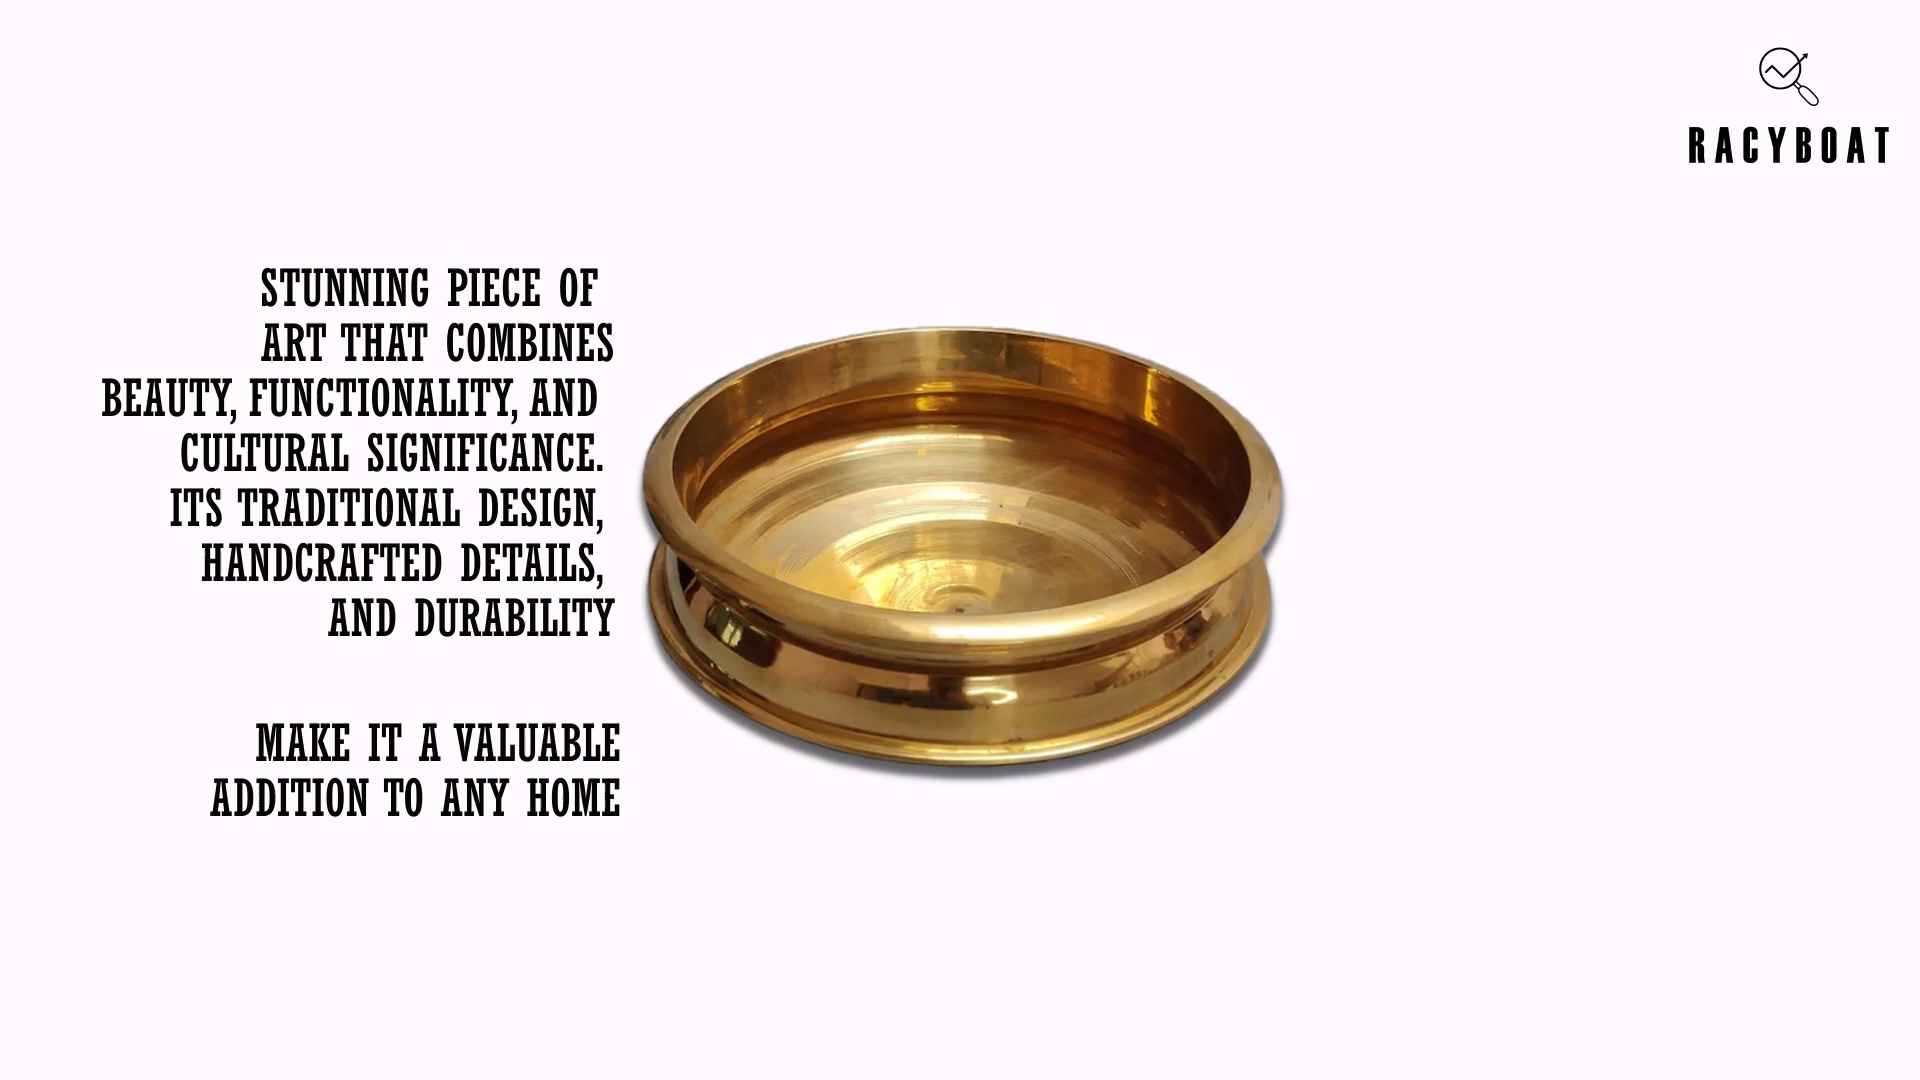 RACYBOAT
STUNNING PIECE OF
ART THAT COMBINES
BEAUTY, FUNCTIONALITY, AND
CULTURAL SIGNIFICANCE.
ITS TRADITIONAL DESIGN,
HANDCRAFTED DETAILS,
AND DURABILITY
MAKE IT A VALUABLE
ADDITION TO ANY HOME